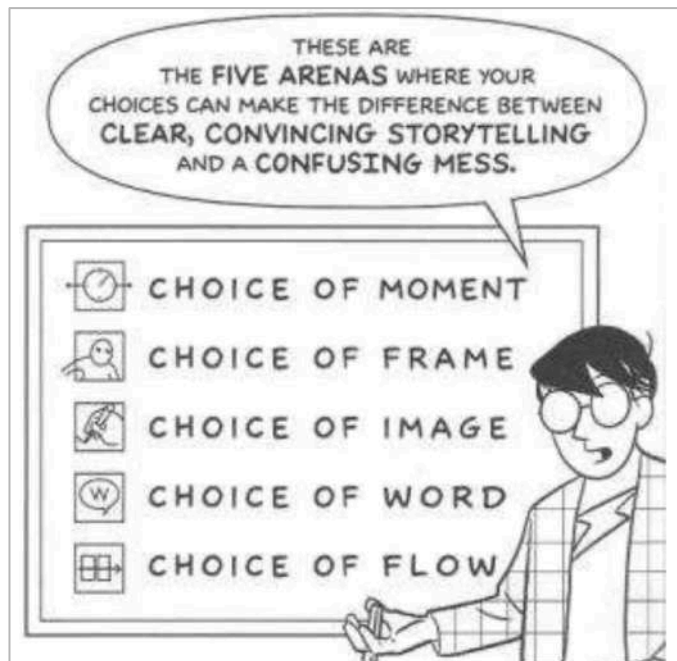 THESE ARE
THE FIVE ARENAS WHERE YOUR
CHOICES CAN MAKE THE DIFFERENCE BETWEEN
CLEAR, CONVINCING STORYTELLING
AND A CONFUSING MESS.
CHOICE OF MOMENT
CHOICE OF FRAME
CHOICE OF IMAGE
W CHOICE OF WORD
CHOICE OF FLOW